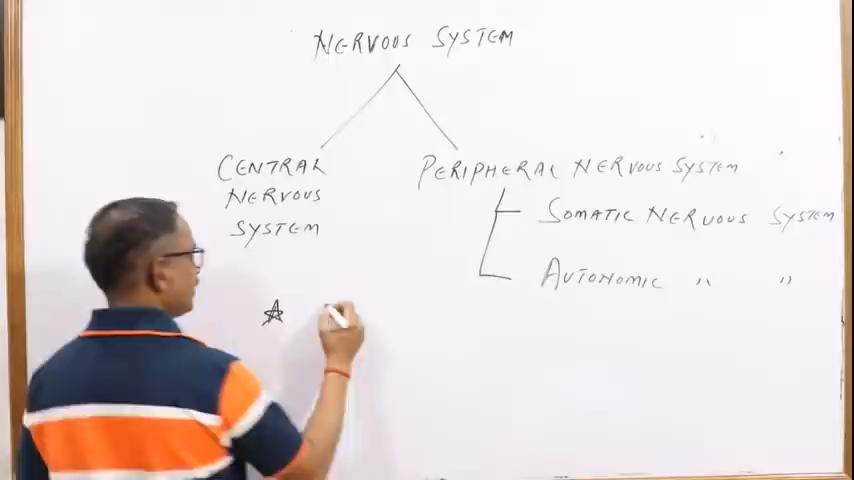 NERVOUS SYSTEM
CENTRAL
NERVOUS
SYSTEM
PERIPHERAL NERVOUS SYSTEM
SOMATIC NERVOUS SYSTEM
AUTONOMIC " "